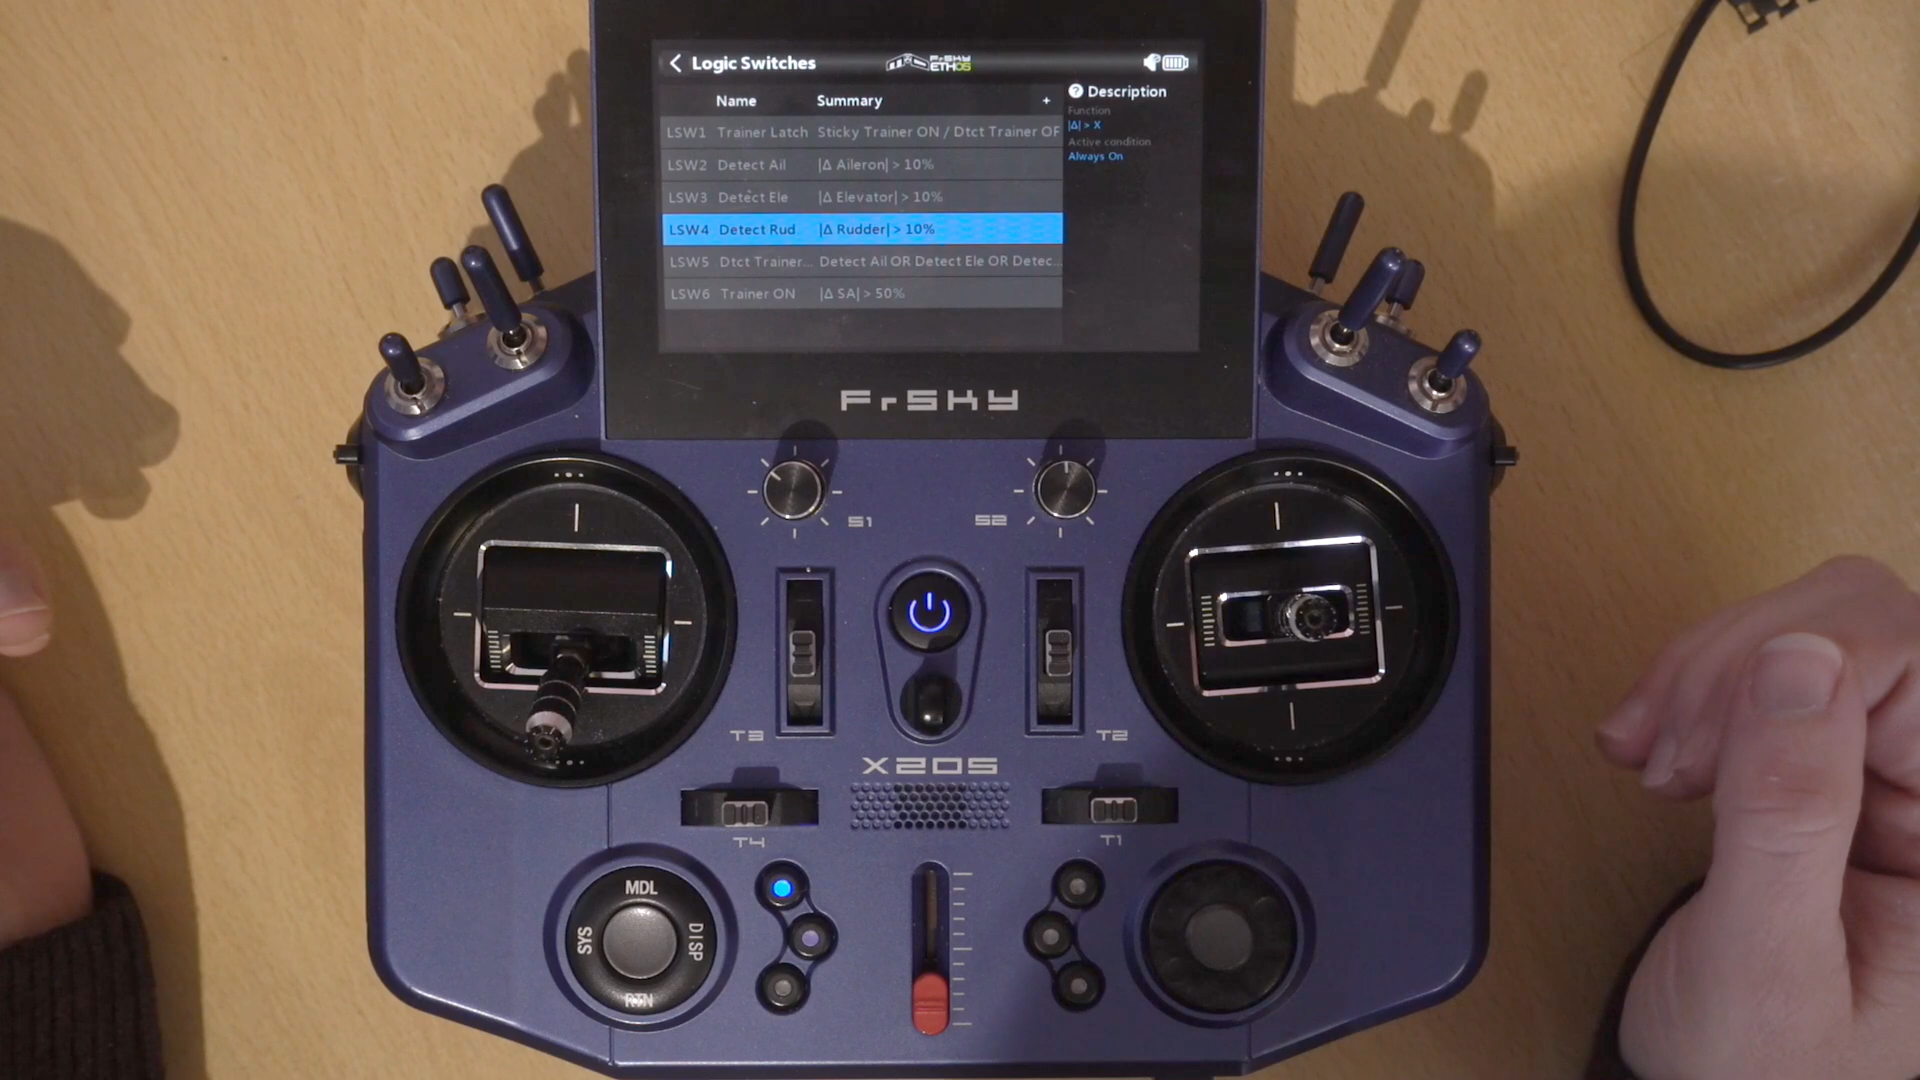 Logic Switches
FrSKY
ETHOS
Name Summary +
LSW1 Trainer Latch Sticky Trainer ON / Dtct Trainer OF
LSW2 Detect Ail |Δ Aileron| > 10%
LSW3 Detect Ele |Δ Elevator| > 10%
LSW4 Detect Rud |Δ Rudder| > 10%
LSW5 Dtct Trainer... Detect Ail OR Detect Ele OR Detec...
LSW6 Trainer ON |Δ SA| > 50%
? Description
Function
|Δ| > X
Active condition
Always On
FrSKY
S1
S2
T3
T2
X20S
T4
T1
MDL
SYS
DISP
RTN